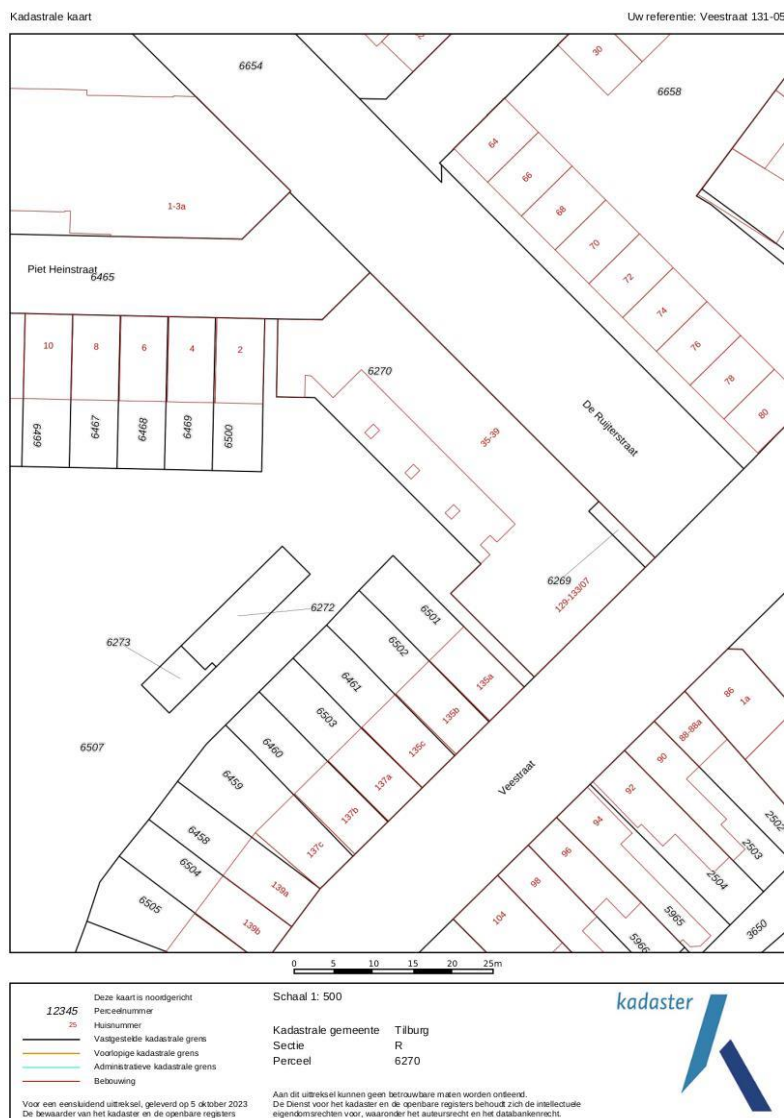 Kadastrale kaart
Uw referentie: Veestraat 131-05
6654
30
6658
64
66
68
70
72
74
76
78
80
1-3a
Piet Heinstraat
6465
10
8
6
4
2
6499
6467
6468
6469
6500
6270
35-39
De Ruijterstraat
6269
129-133/07
6272
6273
6507
6501
6502
6461
6503
6460
6459
6458
6504
6505
135a
135b
135c
137a
137b
137c
139a
139b
Veestraat
86
1a
88-88a
90
92
94
96
98
104
2502
2503
2504
5965
5966
3650
0 5 10 15 20 25m
Deze kaart is noordgericht
12345 Perceelnummer
25 Huisnummer
Vastgestelde kadastrale grens
Voorlopige kadastrale grens
Administratieve kadastrale grens
Bebouwing
Voor een eensluidend uittreksel, geleverd op 5 oktober 2023
De bewaarder van het kadaster en de openbare registers
Schaal 1: 500
Kadastrale gemeente Tilburg
Sectie R
Perceel 6270
Aan dit uittreksel kunnen geen betrouwbare maten worden ontleend.
De Dienst voor het kadaster en de openbare registers behoudt zich de intellectuele
eigendomsrechten voor, waaronder het auteursrecht en het databankenrecht.
kadaster